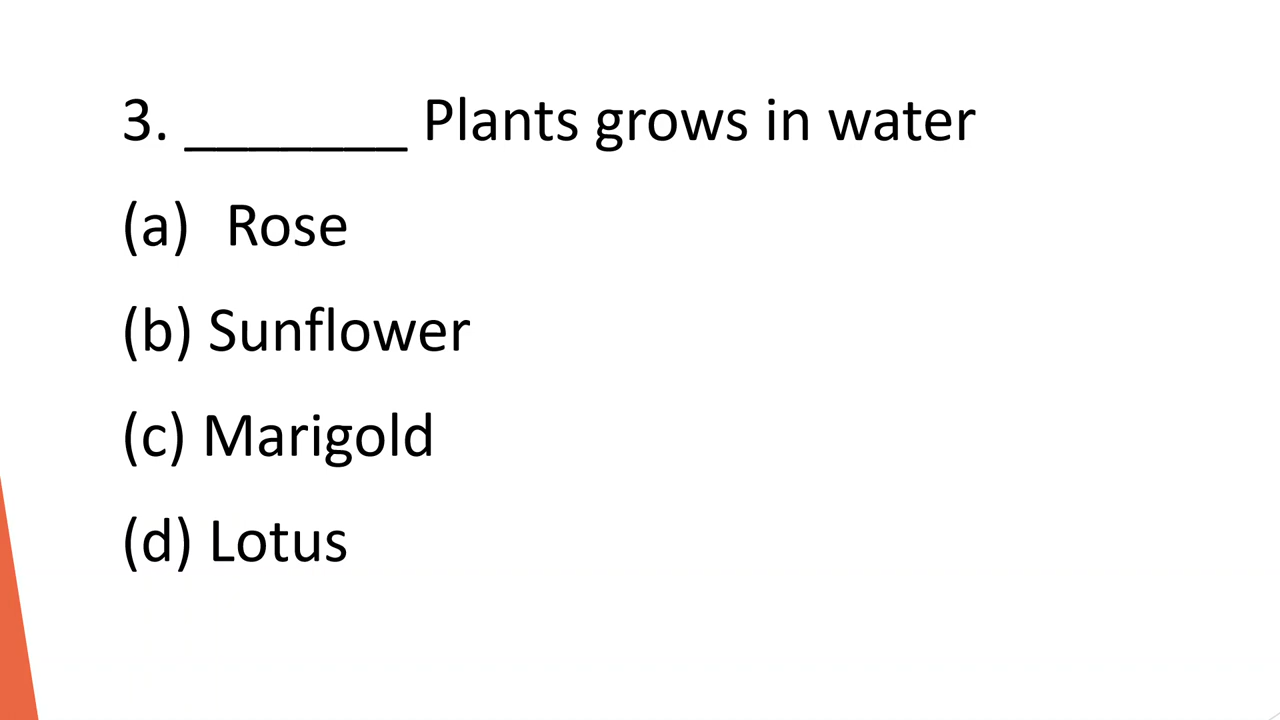 3. _______ Plants grows in water
(a) Rose
(b) Sunflower
(c) Marigold
(d) Lotus